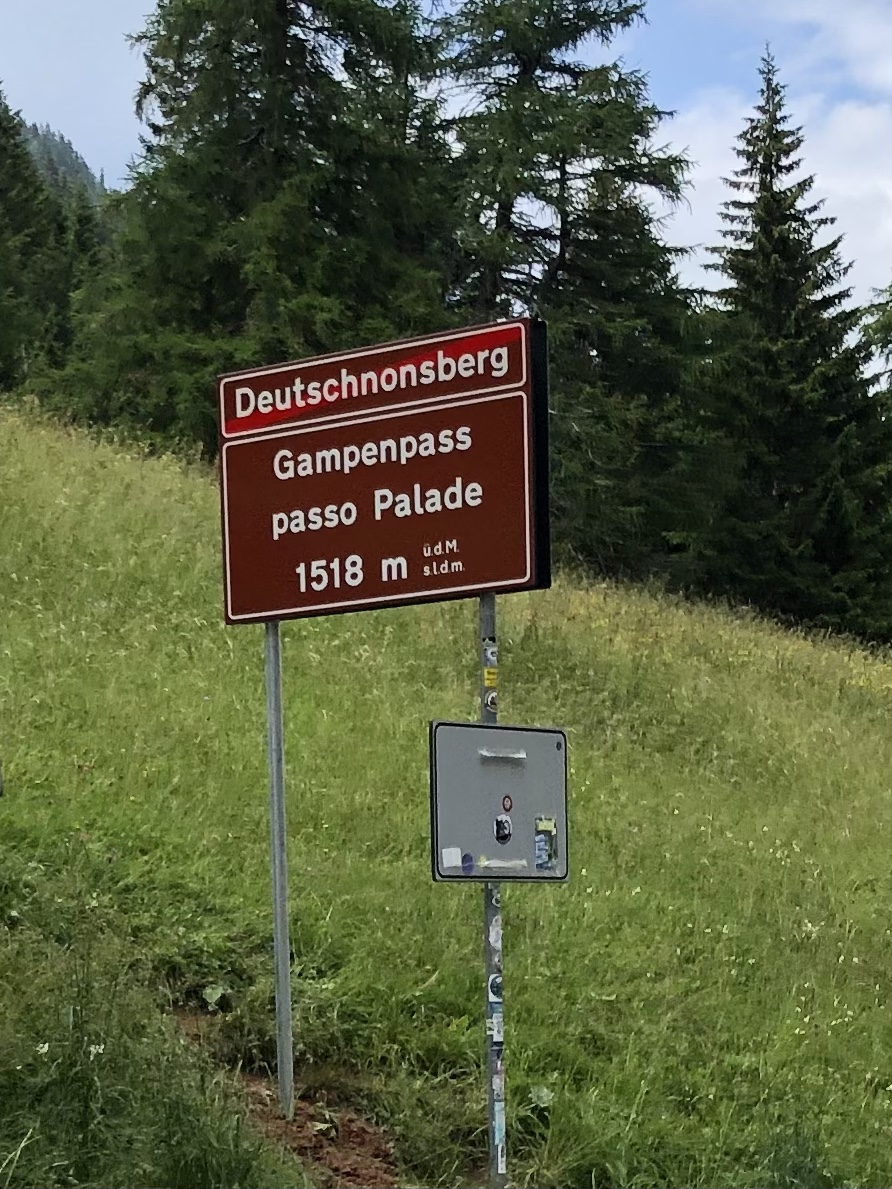 Deutschnonsberg
Gampenpass
passo Palade
1518 m ü.d.M.
s.l.d.m.